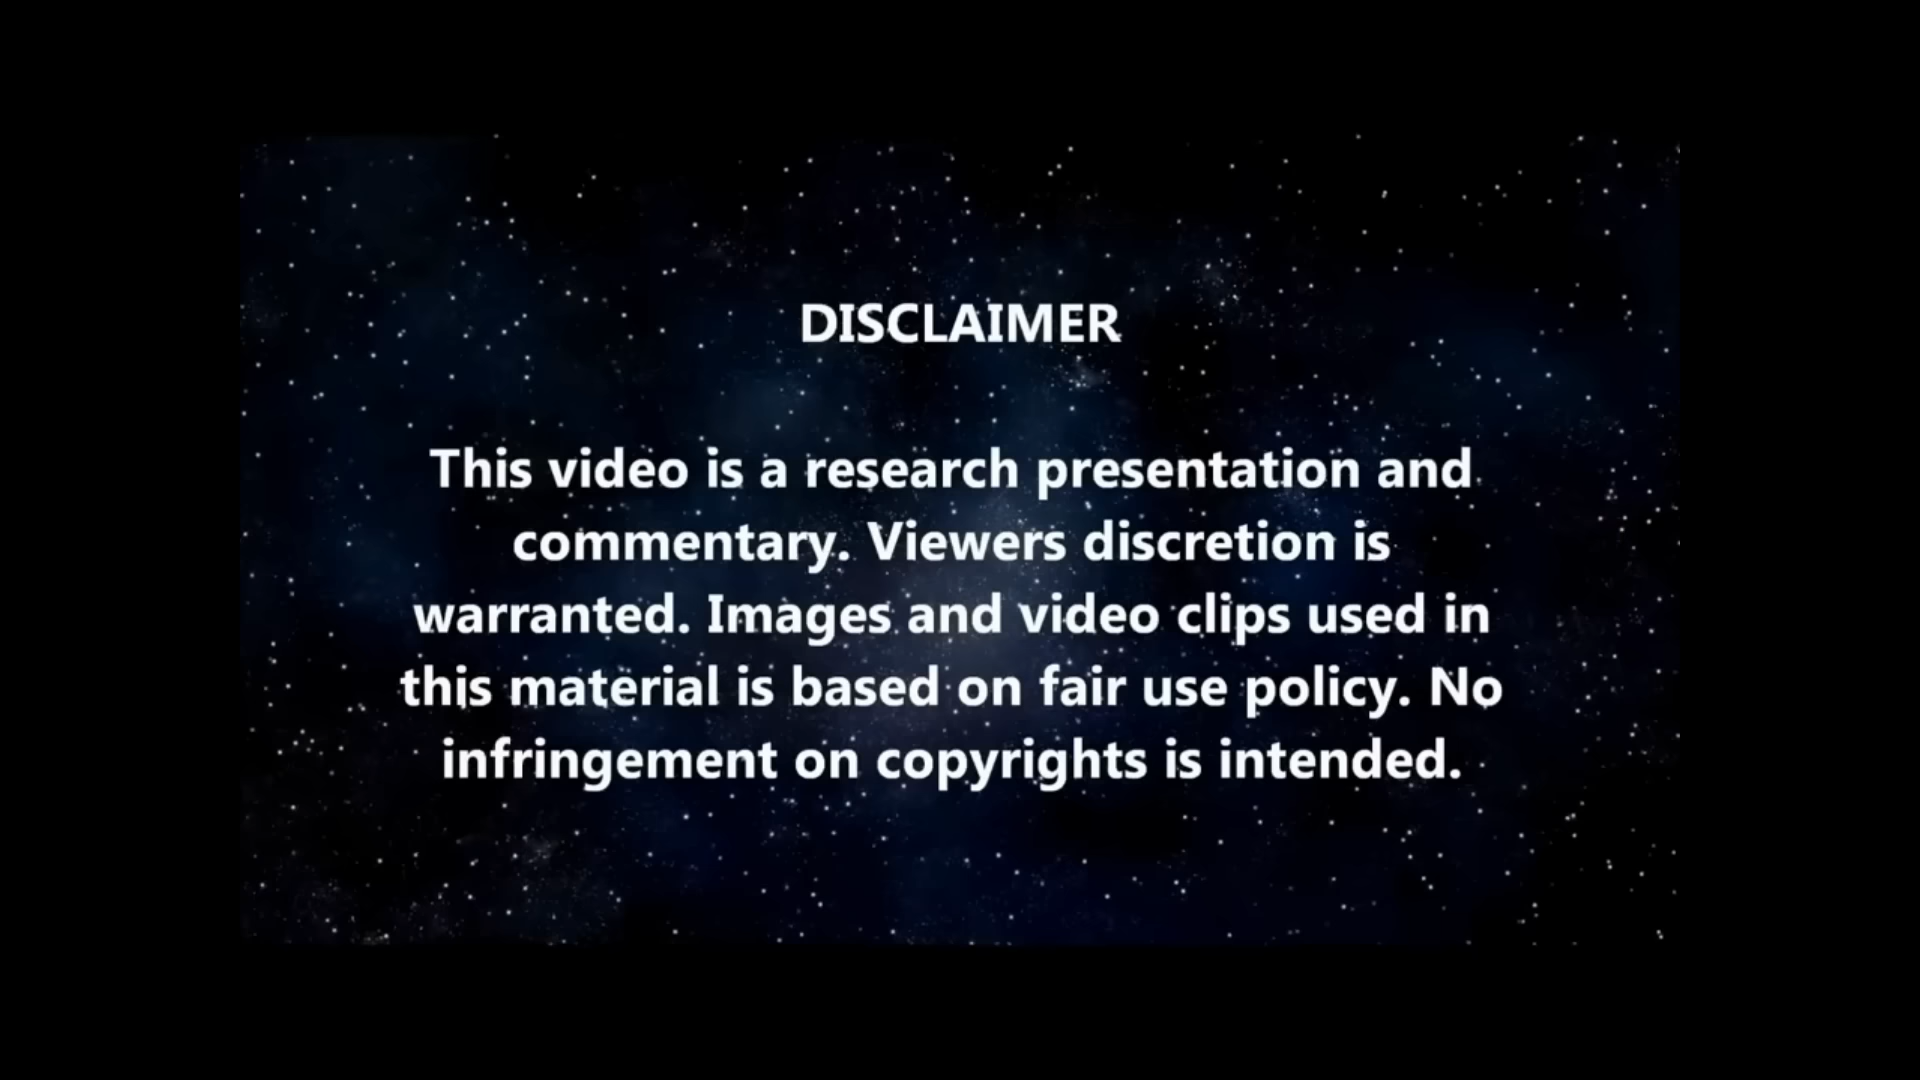 DISCLAIMER
This video is a research presentation and
commentary. Viewers discretion is
warranted. Images and video clips used in
this material is based on fair use policy. No
infringement on copyrights is intended.